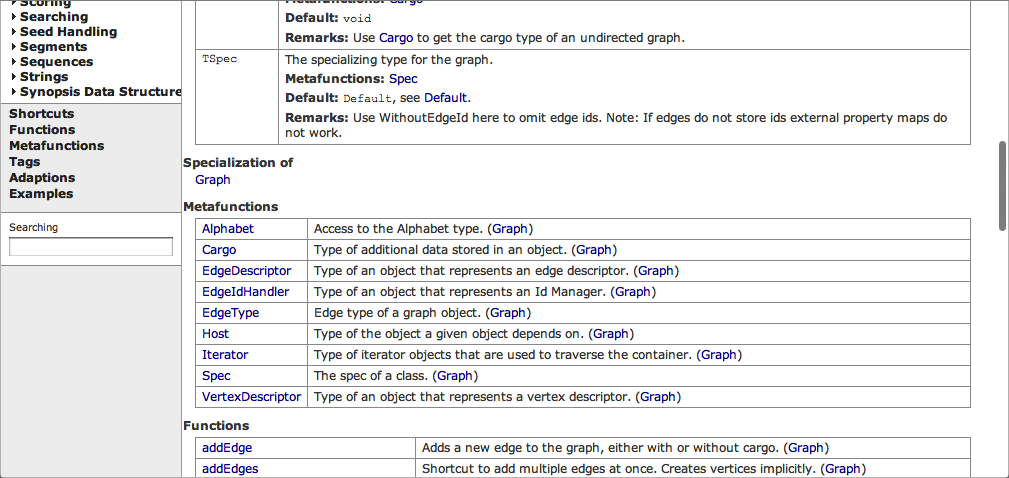 Scoring
Searching
Seed Handling
Segments
Sequences
Strings
Synopsis Data Structure
Shortcuts
Functions
Metafunctions
Tags
Adaptions
Examples
Searching
Metafunctions: Cargo
Default: void
Remarks: Use Cargo to get the cargo type of an undirected graph.
TSpec The specializing type for the graph.
Metafunctions: Spec
Default: Default, see Default.
Remarks: Use WithoutEdgeId here to omit edge ids. Note: If edges do not store ids external property maps do
not work.
Specialization of
Graph
Metafunctions
Alphabet Access to the Alphabet type. (Graph)
Cargo Type of additional data stored in an object. (Graph)
EdgeDescriptor Type of an object that represents an edge descriptor. (Graph)
EdgeIdHandler Type of an object that represents an Id Manager. (Graph)
EdgeType Edge type of a graph object. (Graph)
Host Type of the object a given object depends on. (Graph)
Iterator Type of iterator objects that are used to traverse the container. (Graph)
Spec The spec of a class. (Graph)
VertexDescriptor Type of an object that represents a vertex descriptor. (Graph)
Functions
addEdge Adds a new edge to the graph, either with or without cargo. (Graph)
addEdges Shortcut to add multiple edges at once. Creates vertices implicitly. (Graph)